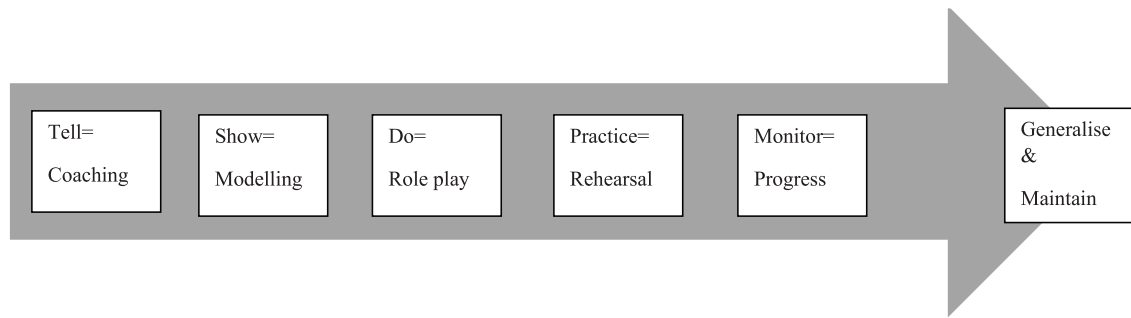 Tell=
Coaching
Show=
Modelling
Do=
Role play
Practice=
Rehearsal
Monitor=
Progress
Generalise
&
Maintain